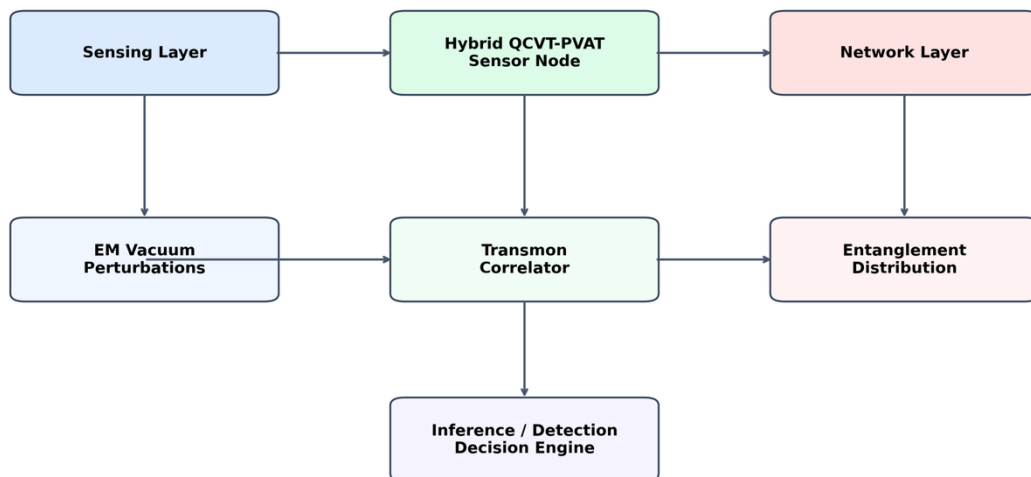 Sensing Layer
Hybrid QCVT-PVAT
Sensor Node
Network Layer
EM Vacuum
Perturbations
Transmon
Correlator
Entanglement
Distribution
Inference / Detection
Decision Engine